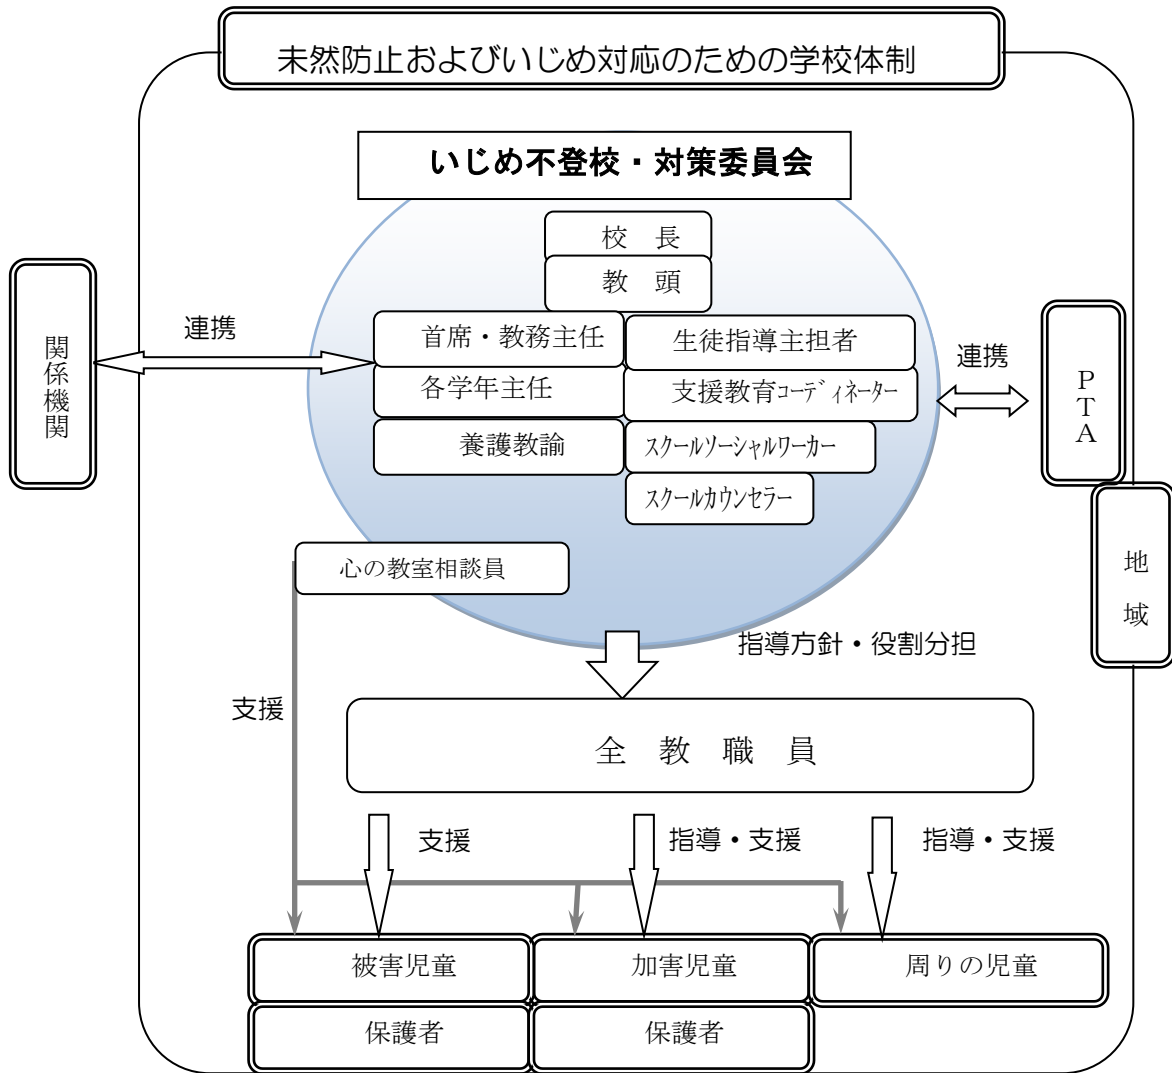 未然防止およびいじめ対応のための学校体制
いじめ不登校・対策委員会
校　長
教　頭
首席・教務主任
生徒指導主担者
各学年主任
支援教育コーディネーター
養護教諭
スクールソーシャルワーカー
スクールカウンセラー
心の教室相談員
関係機関
連携
連携
PTA
地域
指導方針・役割分担
支援
全　教　職　員
支援
指導・支援
指導・支援
被害児童
加害児童
周りの児童
保護者
保護者